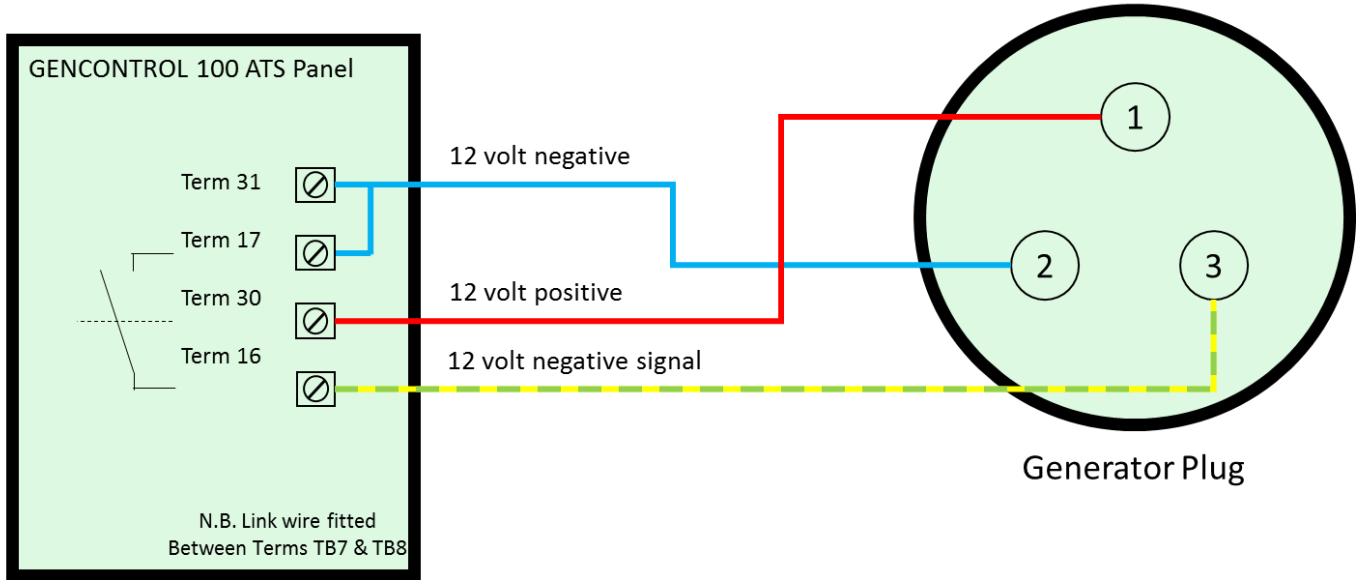 GENCONTROL 100 ATS Panel
Term 31
Term 17
Term 30
Term 16
N.B. Link wire fitted
Between Terms TB7 & TB8
12 volt negative
12 volt positive
12 volt negative signal
1
2
3
Generator Plug